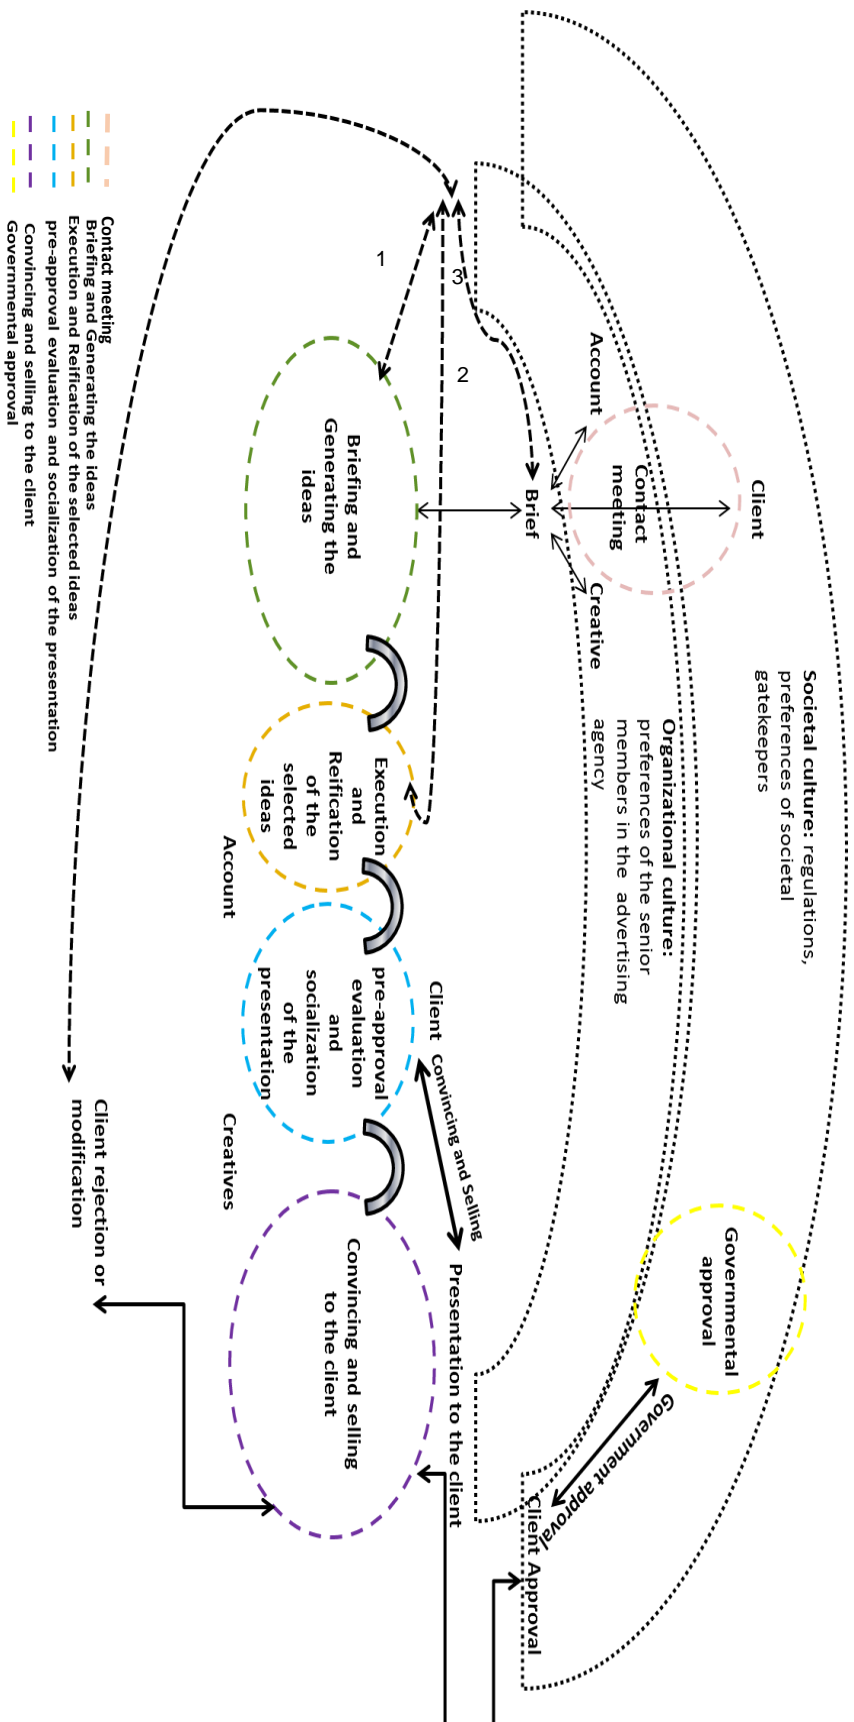 Societal culture: regulations,
preferences of societal
gatekeepers
Client
Contact
meeting
Account
Creative
Brief
Organizational culture:
preferences of the senior
members in the advertising
agency
Governmental
approval
Government approval
Client Approval
3
1
2
Briefing and
Generating the
ideas
Execution
and
Reification
of the
selected
ideas
Account
Client
pre-approval
evaluation
and
socialization
of the
presentation
Creatives
Convincing and Selling
Presentation to the client
Convincing and selling
to the client
Client rejection or
modification
Contact meeting
Briefing and Generating the ideas
Execution and Reification of the selected ideas
pre-approval evaluation and socialization of the presentation
Convincing and selling to the client
Governmental approval